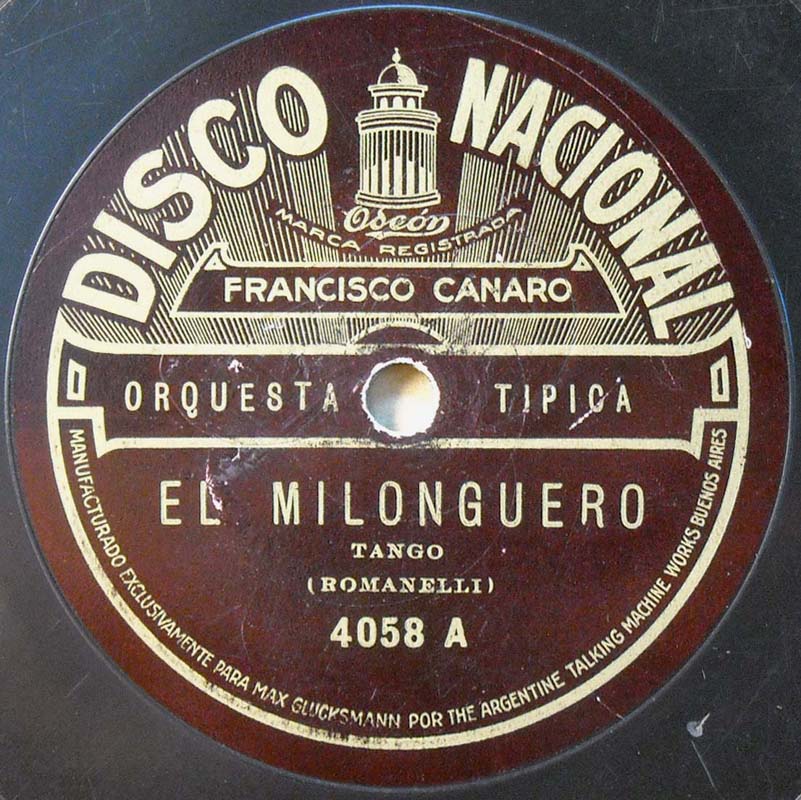 DISCO NACIONAL
Odeón
MARCA REGISTRADA
FRANCISCO CANARO
ORQUESTA TIPICA
EL MILONGUERO
TANGO
(ROMANELLI)
4058 A
MANUFACTURADO EXCLUSIVAMENTE PARA MAX GLUCKSMANN POR THE ARGENTINE TALKING MACHINE WORKS BUENOS AIRES